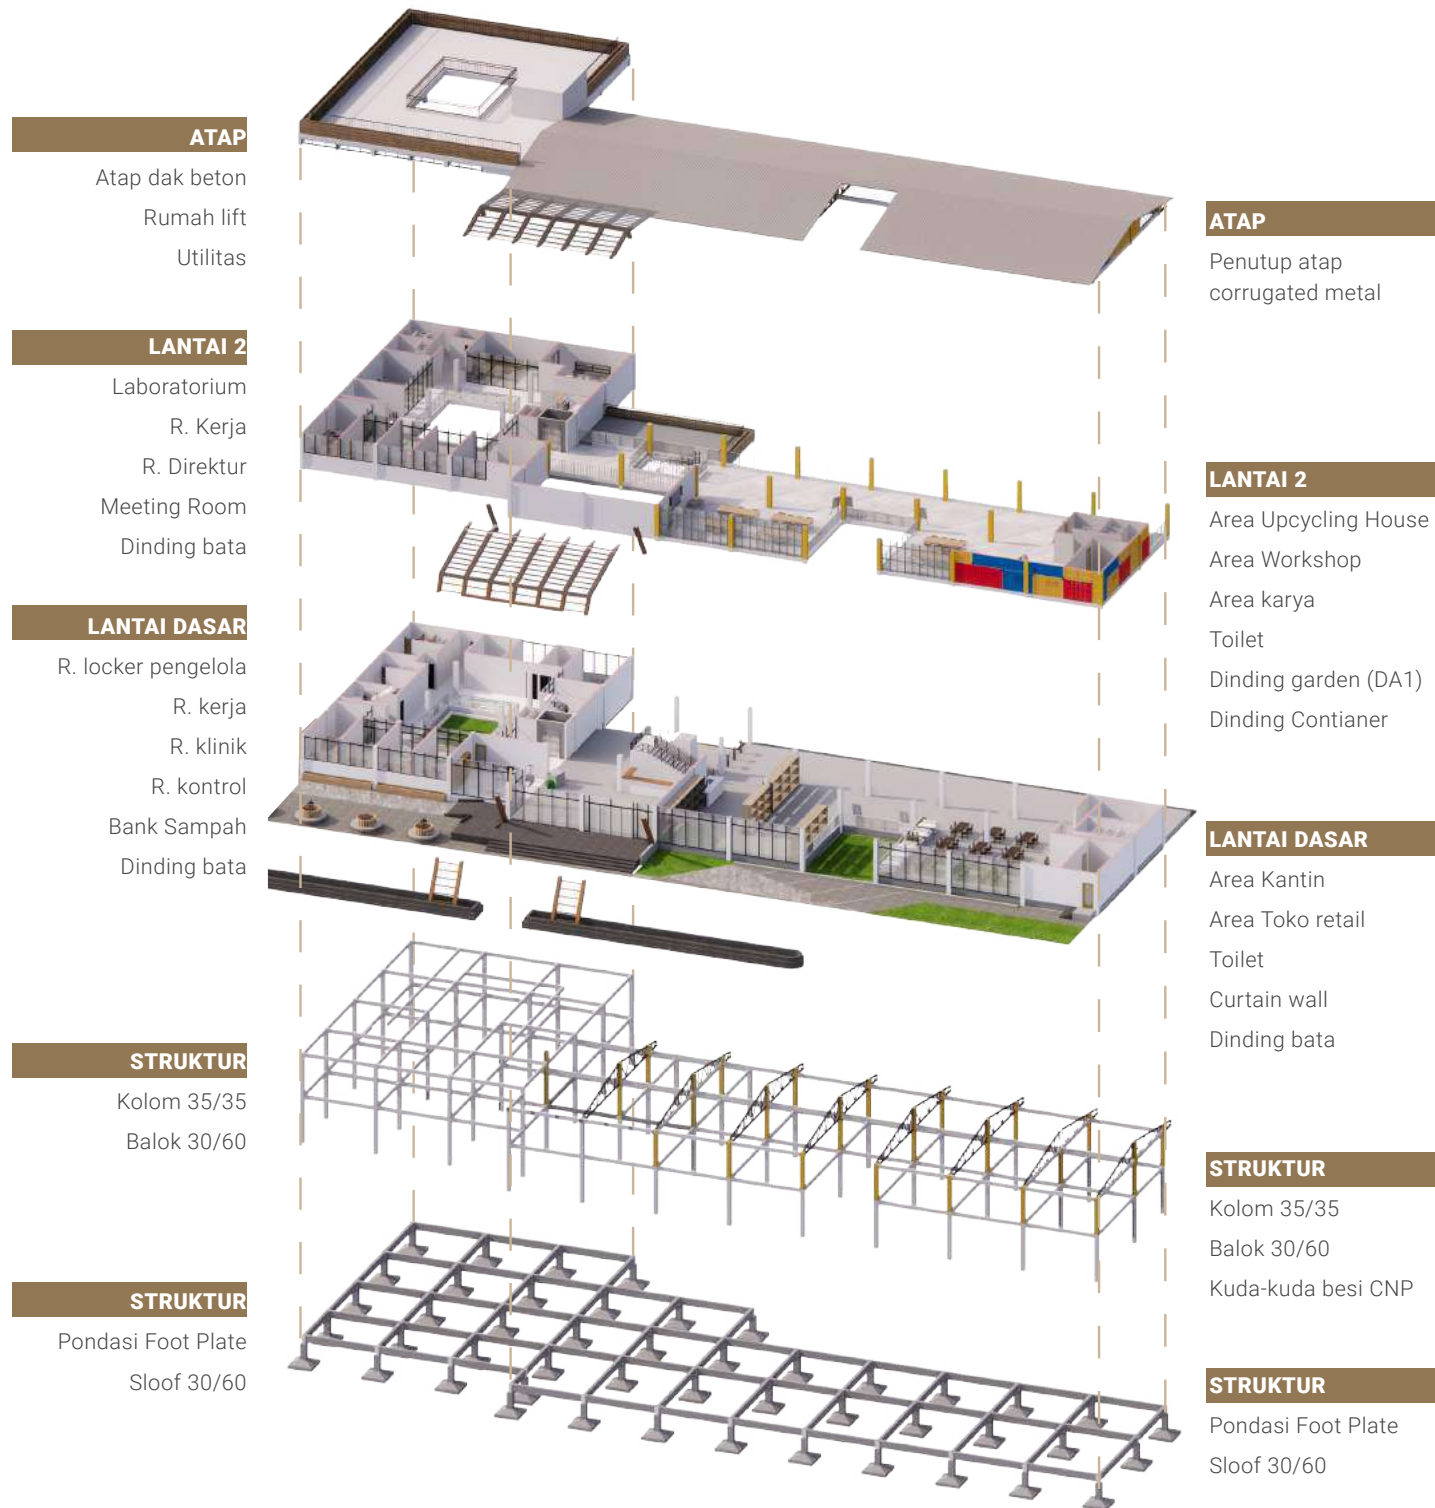 ATAP
Atap dak beton
Rumah lift
Utilitas
LANTAI 2
Laboratorium
R. Kerja
R. Direktur
Meeting Room
Dinding bata
LANTAI DASAR
R. locker pengelola
R. kerja
R. klinik
R. kontrol
Bank Sampah
Dinding bata
STRUKTUR
Kolom 35/35
Balok 30/60
STRUKTUR
Pondasi Foot Plate
Sloof 30/60
ATAP
Penutup atap
corrugated metal
LANTAI 2
Area Upcycling House
Area Workshop
Area karya
Toilet
Dinding garden (DA1)
Dinding Contianer
LANTAI DASAR
Area Kantin
Area Toko retail
Toilet
Curtain wall
Dinding bata
STRUKTUR
Kolom 35/35
Balok 30/60
Kuda-kuda besi CNP
STRUKTUR
Pondasi Foot Plate
Sloof 30/60